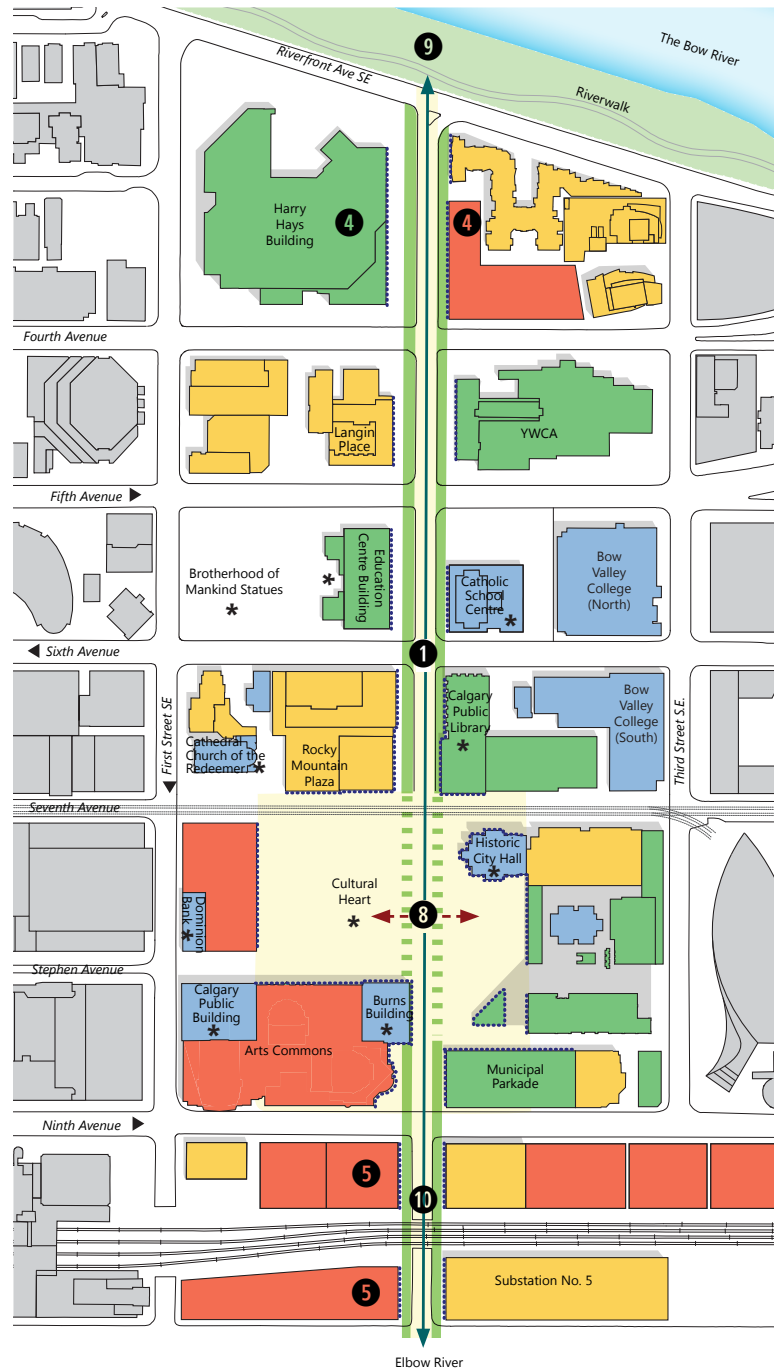 9
The Bow River
Riverfront Ave SE
Riverwalk
Harry
Hays
Building
4
4
Fourth Avenue
Langin
Place
YWCA
Fifth Avenue
Brotherhood of
Mankind Statues
*
*
Education
Centre Building
Catholic
School
Centre
*
Bow
Valley
College
(North)
Sixth Avenue
1
First Street SE
Cathedral
Church of the
Redeemer
*
Rocky
Mountain
Plaza
Calgary
Public
Library
*
Bow
Valley
College
(South)
Third Street S.E.
Seventh Avenue
Historic
City Hall
*
Cultural
Heart
*
8
Dominion
Bank
*
Stephen Avenue
Calgary
Public
Building
*
Burns
Building
*
Arts Commons
Municipal
Parkade
Ninth Avenue
5
10
5
Substation No. 5
Elbow River